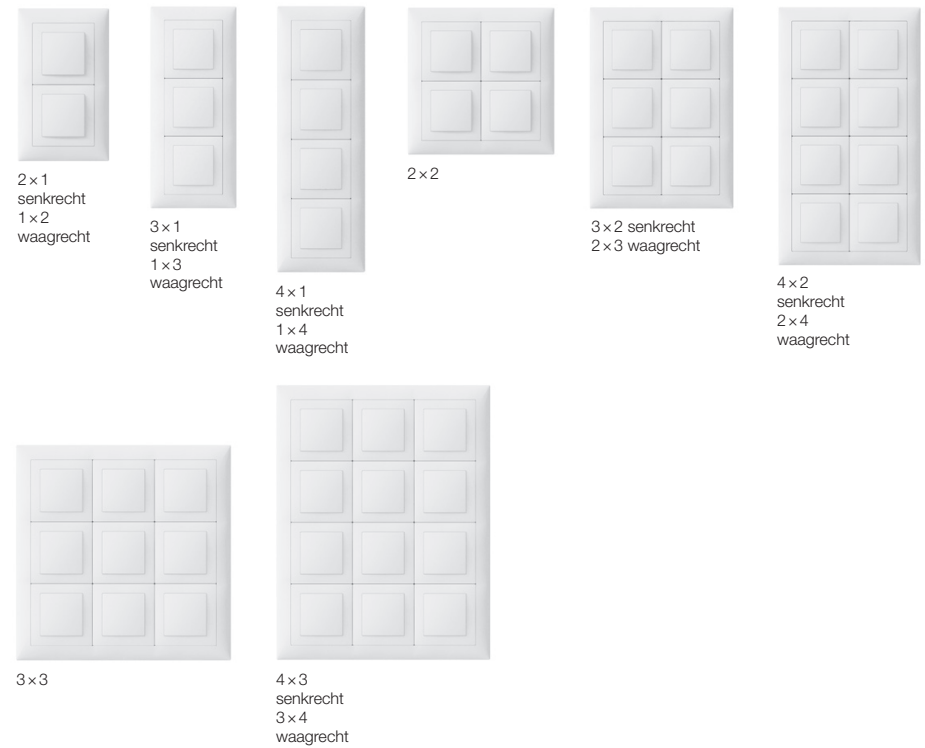 2 × 1
senkrecht
1 × 2
waagrecht
3 × 1
senkrecht
1 × 3
waagrecht
4 × 1
senkrecht
1 × 4
waagrecht
2 × 2
3 × 2 senkrecht
2 × 3 waagrecht
4 × 2
senkrecht
2 × 4
waagrecht
3 × 3
4 × 3
senkrecht
3 × 4
waagrecht